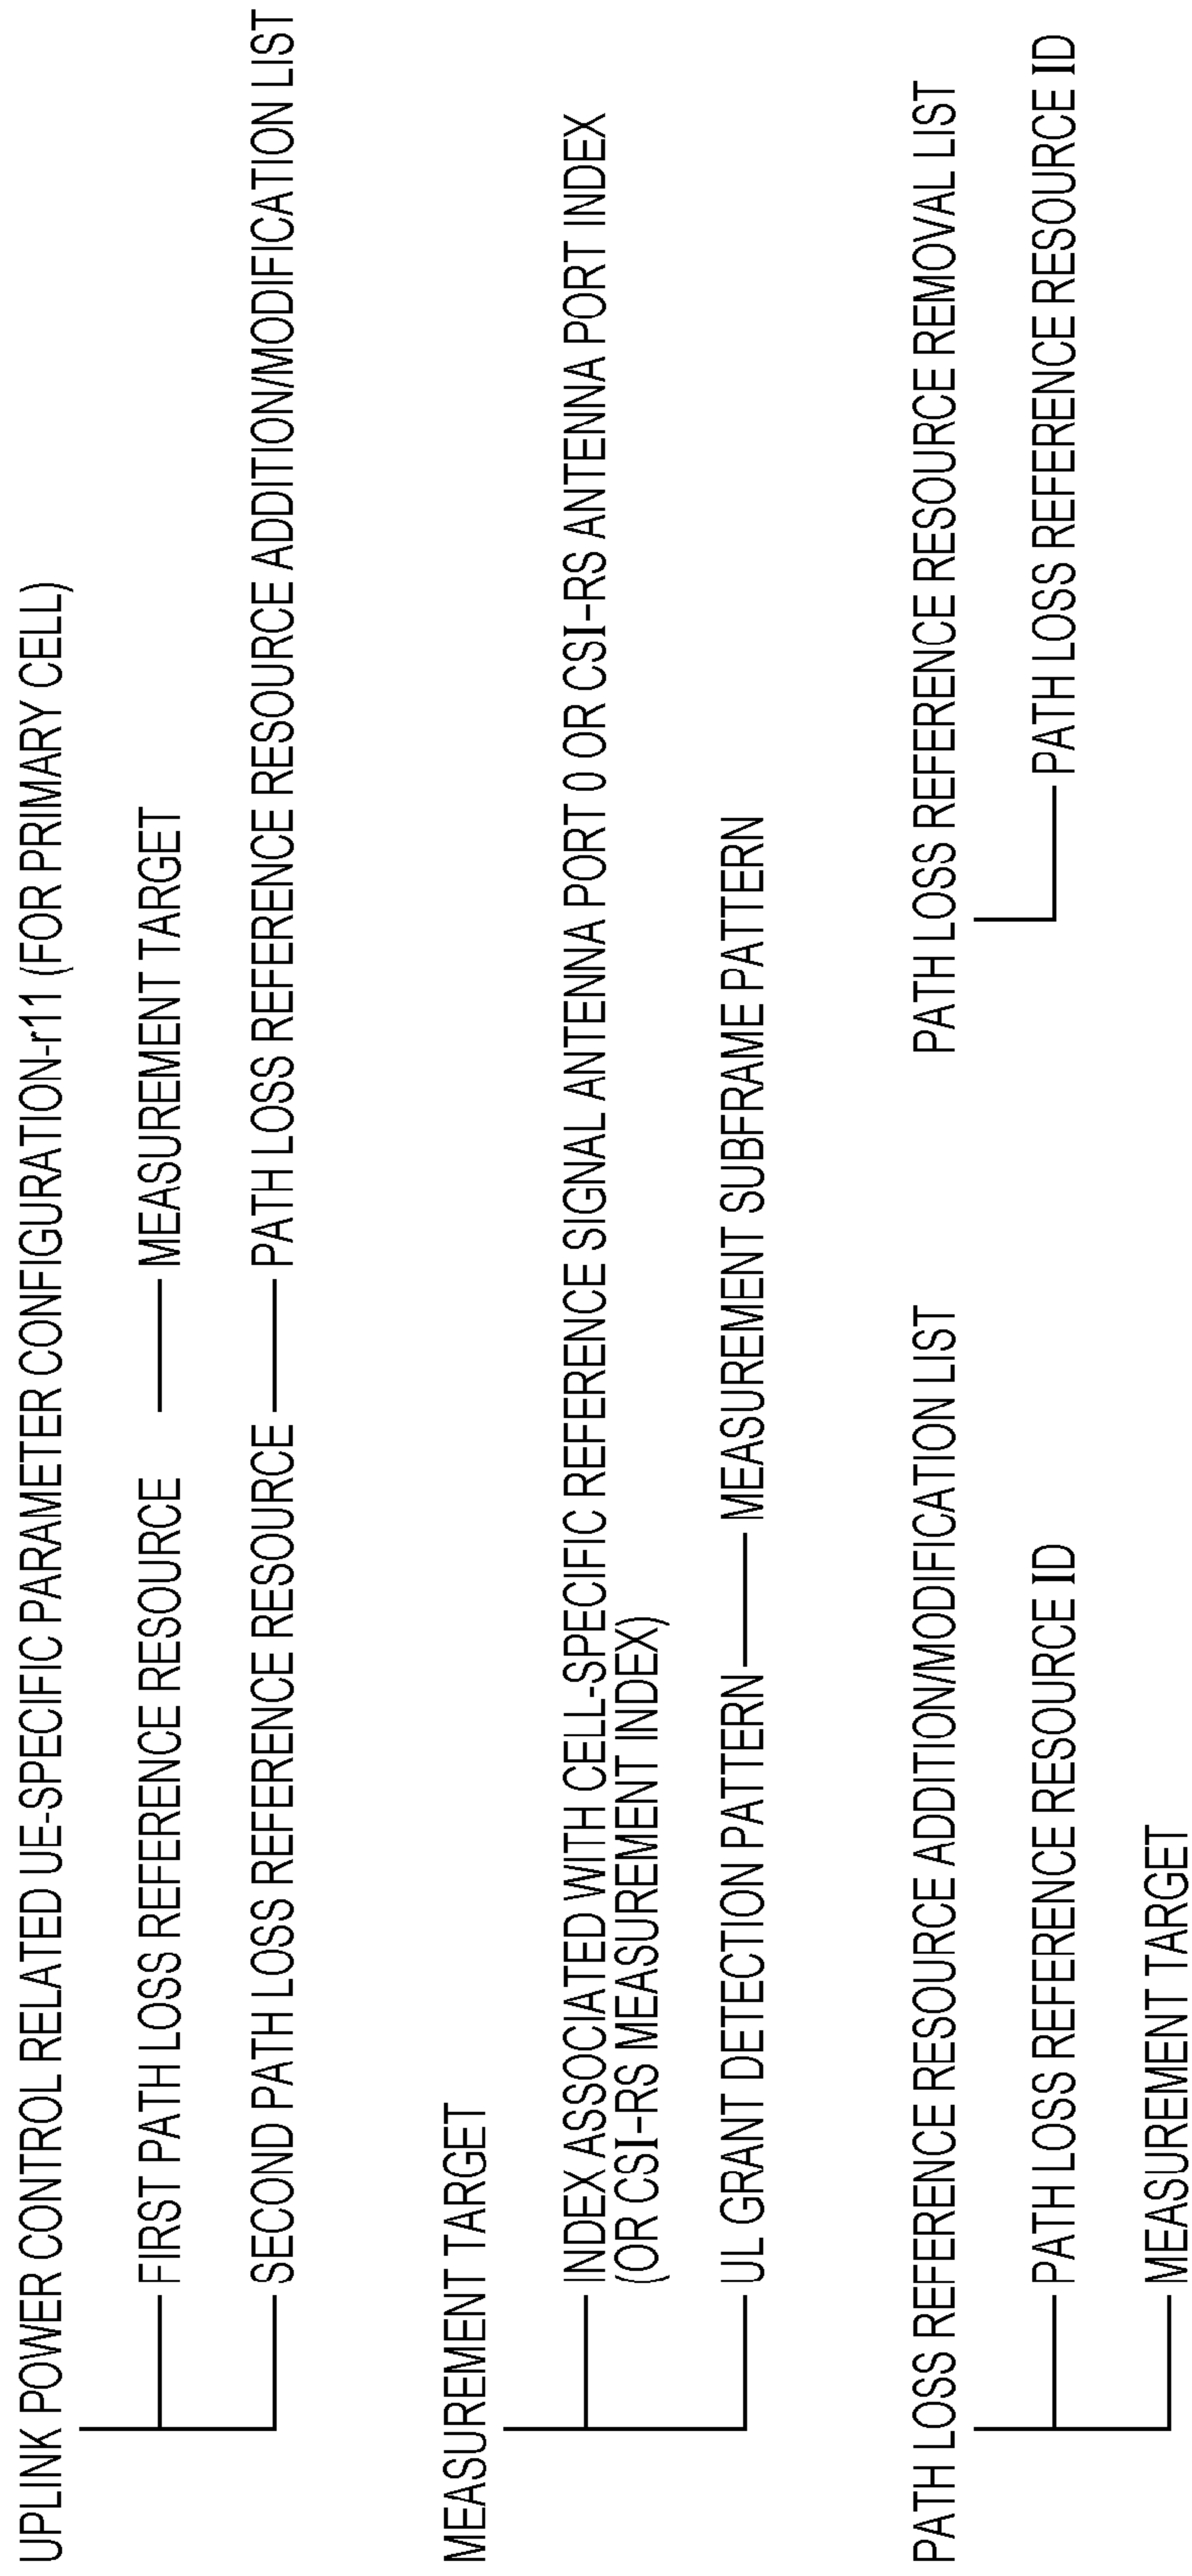 UPLINK POWER CONTROL RELATED UE-SPECIFIC PARAMETER CONFIGURATION-r11 (FOR PRIMARY CELL)
FIRST PATH LOSS REFERENCE RESOURCE MEASUREMENT TARGET
SECOND PATH LOSS REFERENCE RESOURCE PATH LOSS REFERENCE RESOURCE ADDITION/MODIFICATION LIST
MEASUREMENT TARGET
INDEX ASSOCIATED WITH CELL-SPECIFIC REFERENCE SIGNAL ANTENNA PORT 0 OR CSI-RS ANTENNA PORT INDEX
(OR CSI-RS MEASUREMENT INDEX)
UL GRANT DETECTION PATTERN MEASUREMENT SUBFRAME PATTERN
PATH LOSS REFERENCE RESOURCE ADDITION/MODIFICATION LIST
PATH LOSS REFERENCE RESOURCE ID
MEASUREMENT TARGET
PATH LOSS REFERENCE RESOURCE REMOVAL LIST
PATH LOSS REFERENCE RESOURCE ID